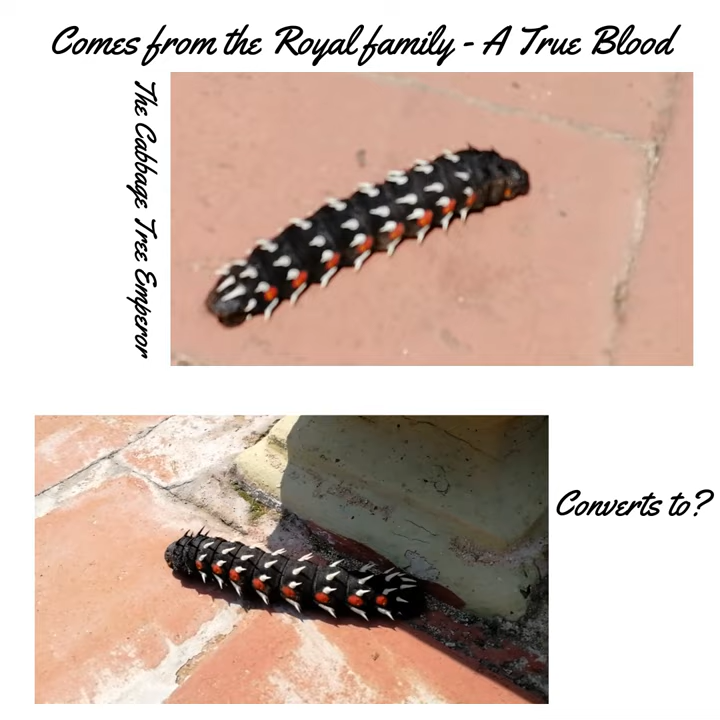 Comes from the Royal family - A True Blood
The Cabbage Tree Emperor
Converts to?